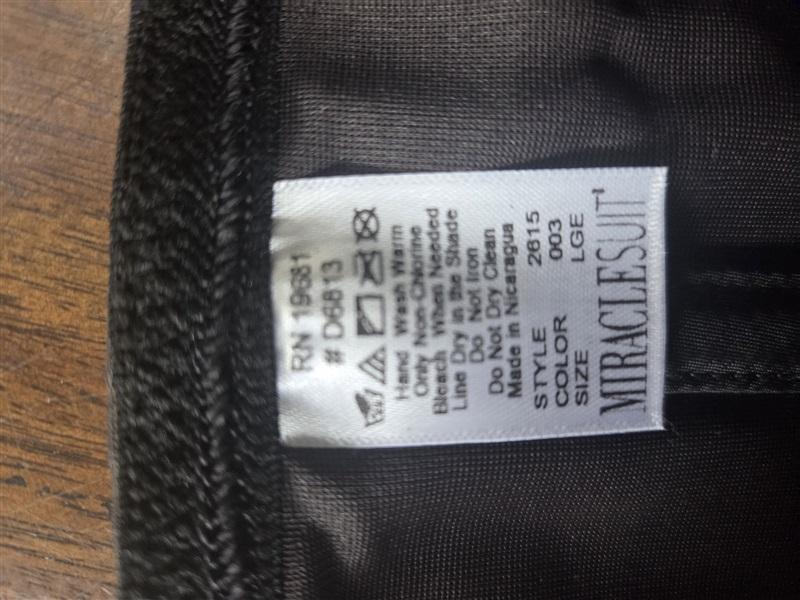 RN 19681
# D6813
Hand Wash Warm
Only Non-Chlorine
Bleach When Needed
Line Dry in the Shade
Do Not Iron
Do Not Dry Clean
Made in Nicaragua
STYLE 2615
COLOR 003
SIZE LGE
MIRACLESUIT